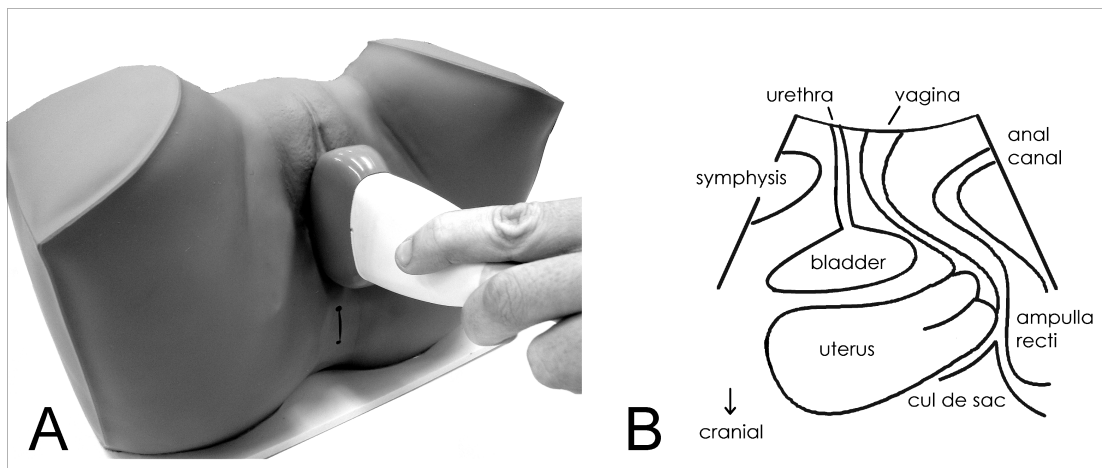 A
urethra
vagina
anal
canal
symphysis
bladder
ampulla
recti
uterus
cul de sac
cranial
B